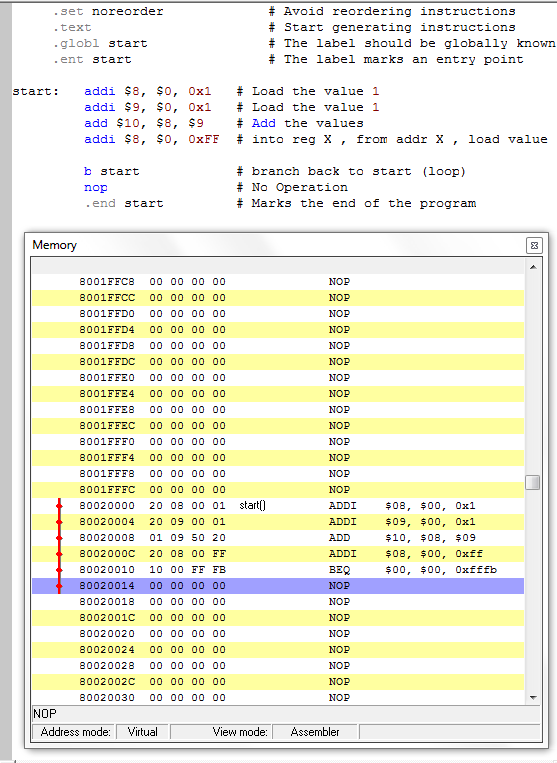 .set noreorder # Avoid reordering instructions
.text # Start generating instructions
.globl start # The label should be globally known
.ent start # The label marks an entry point
start: addi $8, $0, 0x1 # Load the value 1
addi $9, $0, 0x1 # Load the value 1
add $10, $8, $9 # Add the values
addi $8, $0, 0xFF # into reg X , from addr X , load value
b start # branch back to start (loop)
nop # No Operation
.end start # Marks the end of the program
Memory
8001FFC8 00 00 00 00 NOP
8001FFCC 00 00 00 00 NOP
8001FFD0 00 00 00 00 NOP
8001FFD4 00 00 00 00 NOP
8001FFD8 00 00 00 00 NOP
8001FFDC 00 00 00 00 NOP
8001FFE0 00 00 00 00 NOP
8001FFE4 00 00 00 00 NOP
8001FFE8 00 00 00 00 NOP
8001FFEC 00 00 00 00 NOP
8001FFF0 00 00 00 00 NOP
8001FFF4 00 00 00 00 NOP
8001FFF8 00 00 00 00 NOP
8001FFFC 00 00 00 00 NOP
80020000 20 08 00 01 start() ADDI $08, $00, 0x1
80020004 20 09 00 01 ADDI $09, $00, 0x1
80020008 01 09 50 20 ADD $10, $08, $09
8002000C 20 08 00 FF ADDI $08, $00, 0xff
80020010 10 00 FF FB BEQ $00, $00, 0xfffb
80020014 00 00 00 00 NOP
80020018 00 00 00 00 NOP
8002001C 00 00 00 00 NOP
80020020 00 00 00 00 NOP
80020024 00 00 00 00 NOP
80020028 00 00 00 00 NOP
8002002C 00 00 00 00 NOP
80020030 00 00 00 00 NOP
NOP
Address mode: Virtual View mode: Assembler